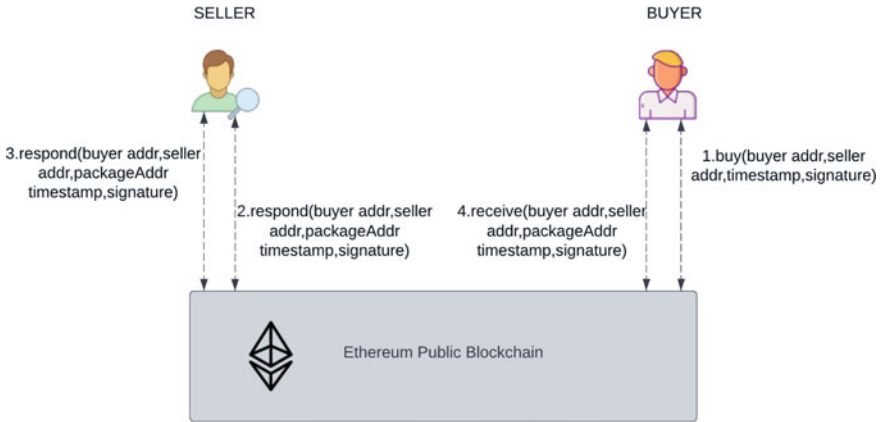 SELLER
BUYER
3.respond(buyer addr,seller
addr,packageAddr
timestamp,signature)
2.respond(buyer addr,seller
addr,packageAddr
timestamp,signature)
4.receive(buyer addr,seller
addr,packageAddr
timestamp,signature)
1.buy(buyer addr,seller
addr,timestamp,signature)
Ethereum Public Blockchain